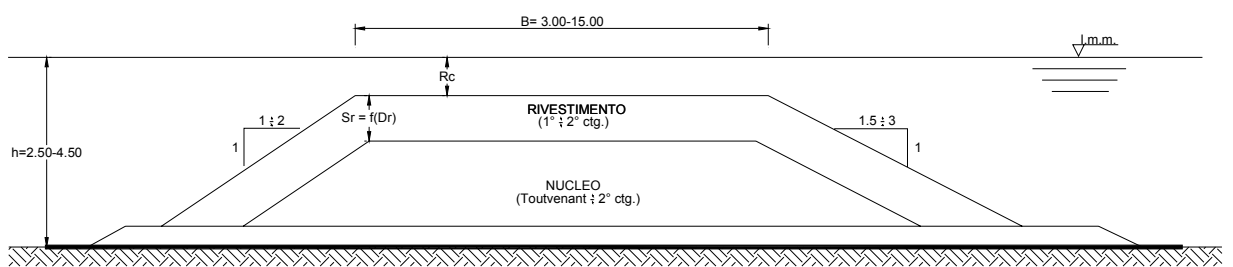 B= 3.00-15.00
l.m.m.
Rc
RIVESTIMENTO
(1° ÷ 2° ctg.)
Sr = f(Dr)
1 ÷ 2
1
1.5 ÷ 3
1
h=2.50-4.50
NUCLEO
(Toutvenant ÷ 2° ctg.)